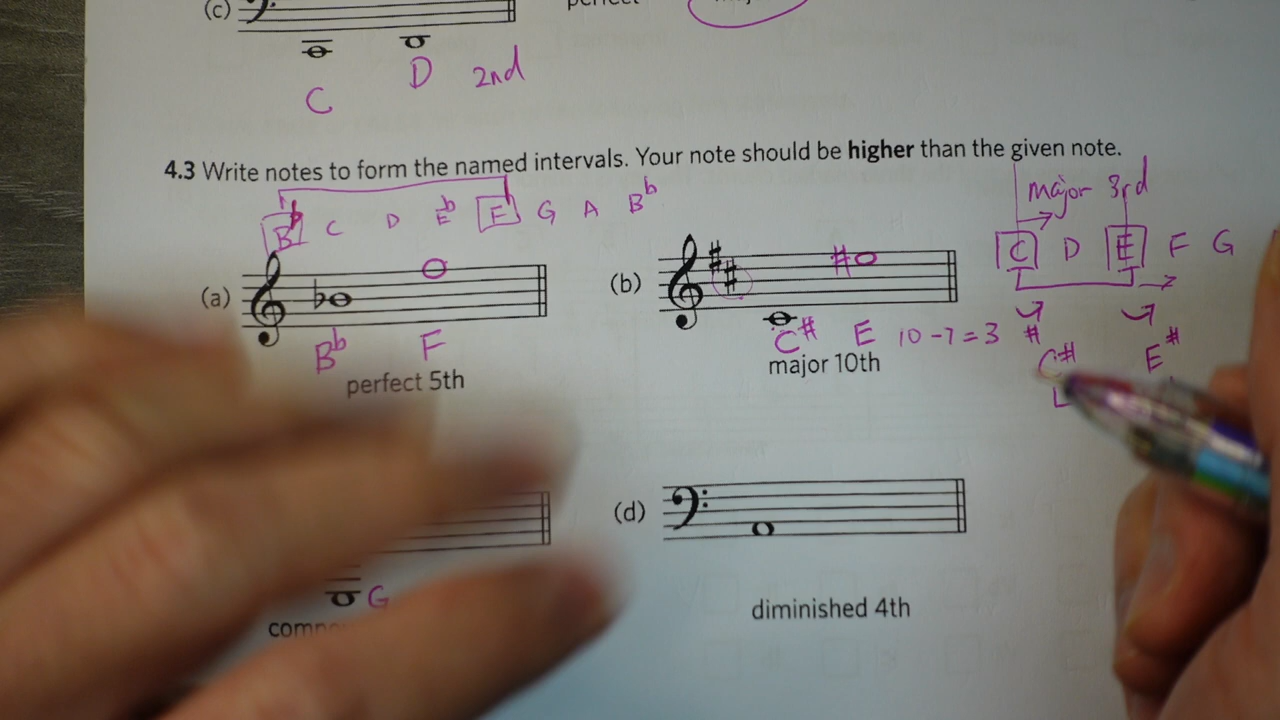 (c)
C D 2nd
4.3 Write notes to form the named intervals. Your note should be higher than the given note.
major 3rd
B♭ C D E♭ G A B♭
C D E F G
(a)
(b)
B♭ F
C# E 10 - 7 = 3 #
C# E#
perfect 5th
major 10th
(d)
G
diminished 4th